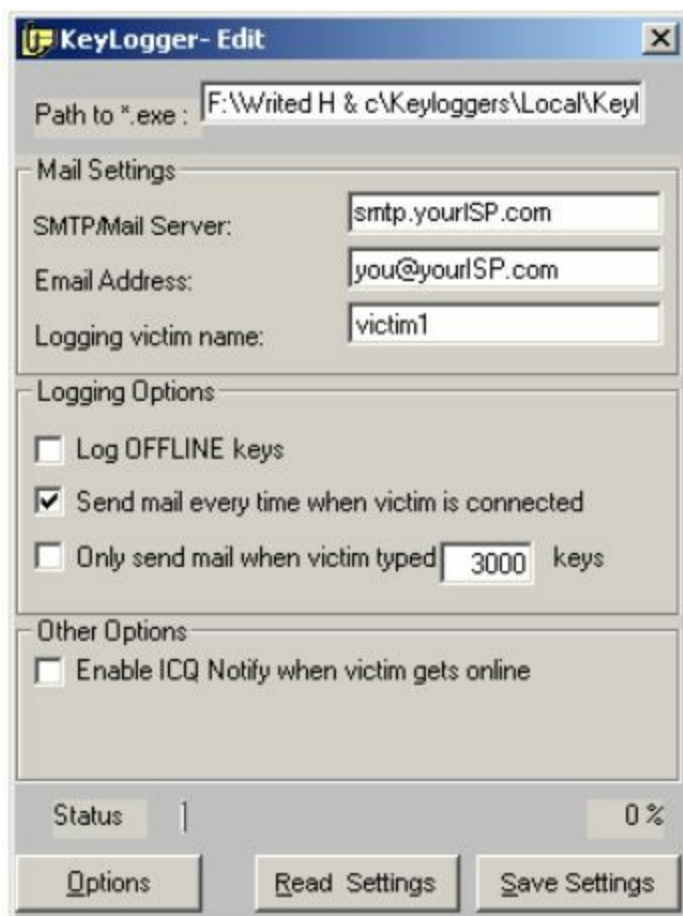 KeyLogger- Edit
Path to *.exe : F:\Writed H & c\Keyloggers\Local\Keyl
Mail Settings
SMTP/Mail Server: smtp.yourISP.com
Email Address: you@yourISP.com
Logging victim name: victim1
Logging Options
Log OFFLINE keys
Send mail every time when victim is connected
Only send mail when victim typed 3000 keys
Other Options
Enable ICQ Notify when victim gets online
Status 0 %
Options Read Settings Save Settings